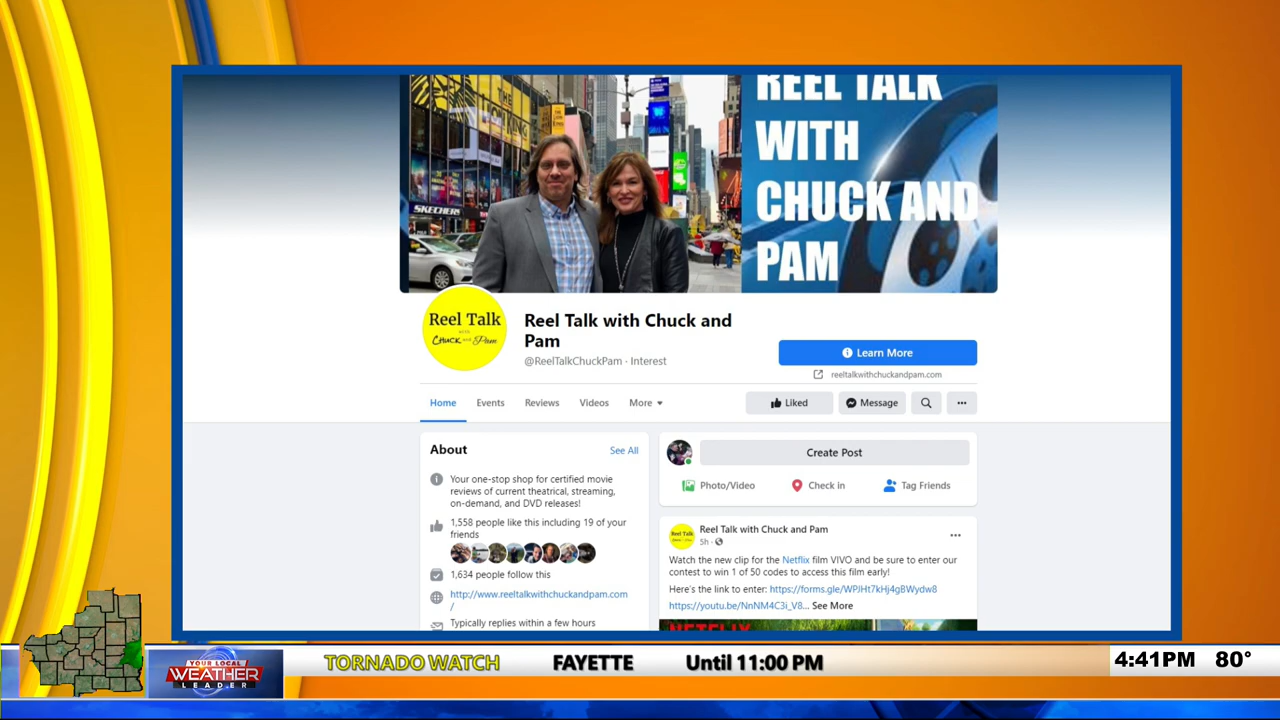 THE
LION KING
SKECHERS
REEL TALK
WITH
CHUCK AND
PAM
Reel Talk
WITH
CHUCK AND Pam
Reel Talk with Chuck and
Pam
@ReelTalkChuckPam · Interest
Learn More
reeltalkwithchuckandpam.com
Home Events Reviews Videos More
Liked Message
About See All
Your one-stop shop for certified movie
reviews of current theatrical, streaming,
on-demand, and DVD releases!
1,558 people like this including 19 of your
friends
1,634 people follow this
http://www.reeltalkwithchuckandpam.com
/
Typically replies within a few hours
Create Post
Photo/Video Check in Tag Friends
Reel Talk
Reel Talk with Chuck and Pam
5h ·
Watch the new clip for the Netflix film VIVO and be sure to enter our
contest to win 1 of 50 codes to access this film early!
Here's the link to enter: https://forms.gle/WPJHt7kHj4gBWydw8
https://youtu.be/NnNM4C3i_V8... See More
NETFLIX
YOUR LOCAL
WEATHER
LEADER
TORNADO WATCH FAYETTE Until 11:00 PM
4:41PM 80°